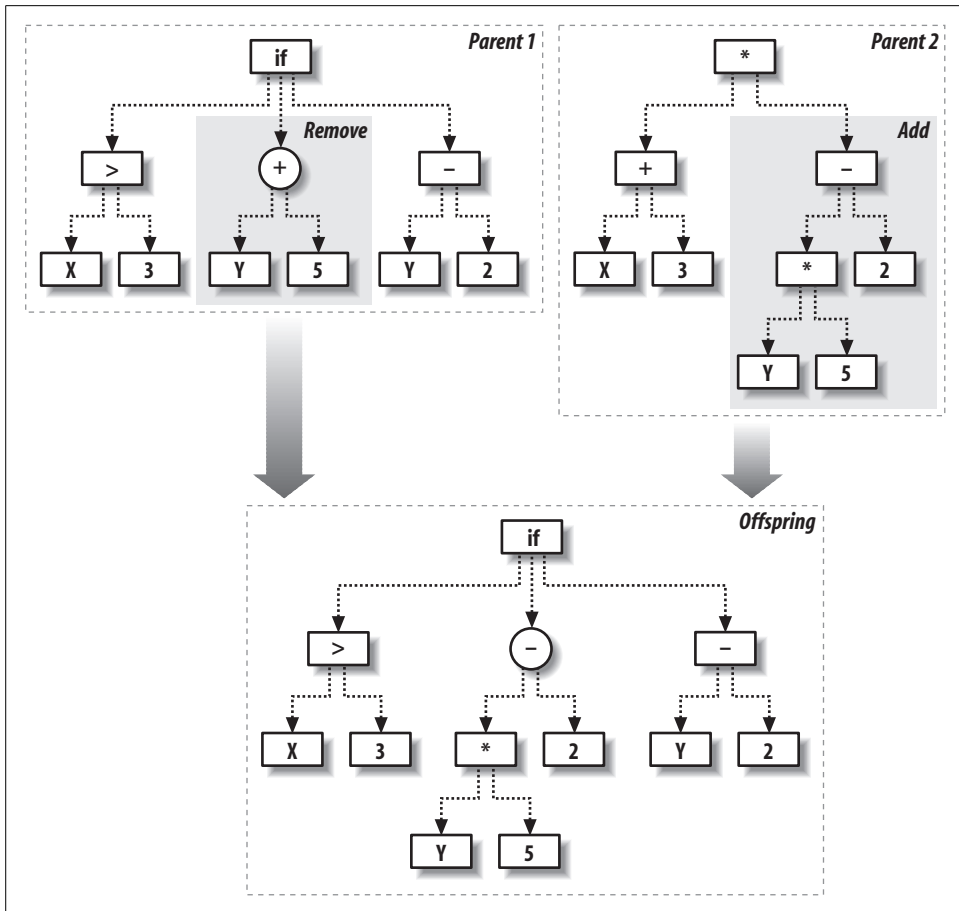 Parent 1
if
Remove
> + –
X 3 Y 5 Y 2
Parent 2
*
Add
+ –
X 3 * 2
Y 5
Offspring
if
> – –
X 3 * 2 Y 2
Y 5